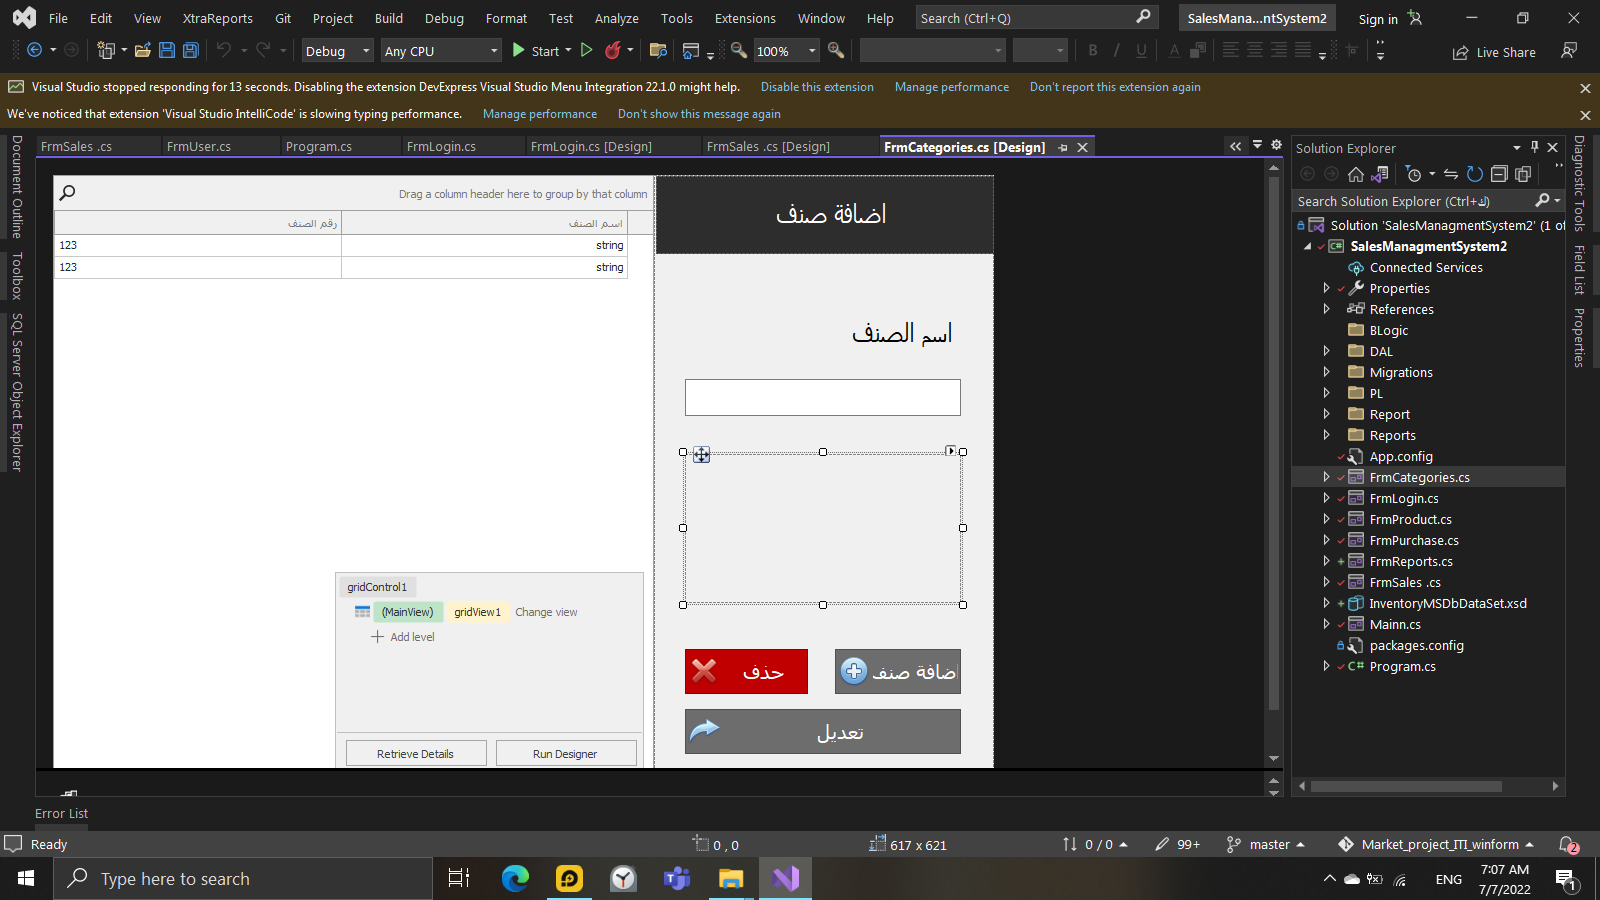 File Edit View XtraReports Git Project Build Debug Format Test Analyze Tools Extensions Window Help Search (Ctrl+Q) SalesMana...ntSystem2 Sign in
Debug Any CPU Start 100% B I U A Live Share
Visual Studio stopped responding for 13 seconds. Disabling the extension DevExpress Visual Studio Menu Integration 22.1.0 might help. Disable this extension Manage performance Don't report this extension again
We've noticed that extension 'Visual Studio IntelliCode' is slowing typing performance. Manage performance Don't show this message again
Document Outline
Toolbox
SQL Server Object Explorer
FrmSales .cs FrmUser.cs Program.cs FrmLogin.cs FrmLogin.cs [Design] FrmSales .cs [Design] FrmCategories.cs [Design]
Drag a column header here to group by that column
رقم الصنف اسم الصنف
123 string
123 string
اضافة صنف
اسم الصنف
حذف
اضافة صنف
تعديل
gridControl1
(MainView) gridView1 Change view
Add level
Retrieve Details Run Designer
Solution Explorer
Search Solution Explorer (Ctrl+ك)
Solution 'SalesManagmentSystem2' (1 of
C# SalesManagmentSystem2
Connected Services
Properties
References
BLogic
DAL
Migrations
PL
Report
Reports
App.config
FrmCategories.cs
FrmLogin.cs
FrmProduct.cs
FrmPurchase.cs
FrmReports.cs
FrmSales .cs
InventoryMSDbDataSet.xsd
Mainn.cs
packages.config
C# Program.cs
Diagnostic Tools
Field List
Properties
Error List
Ready 0 , 0 617 x 621 0 / 0 99+ master Market_project_ITI_winform 2
Type here to search ENG 7:07 AM
7/7/2022 1